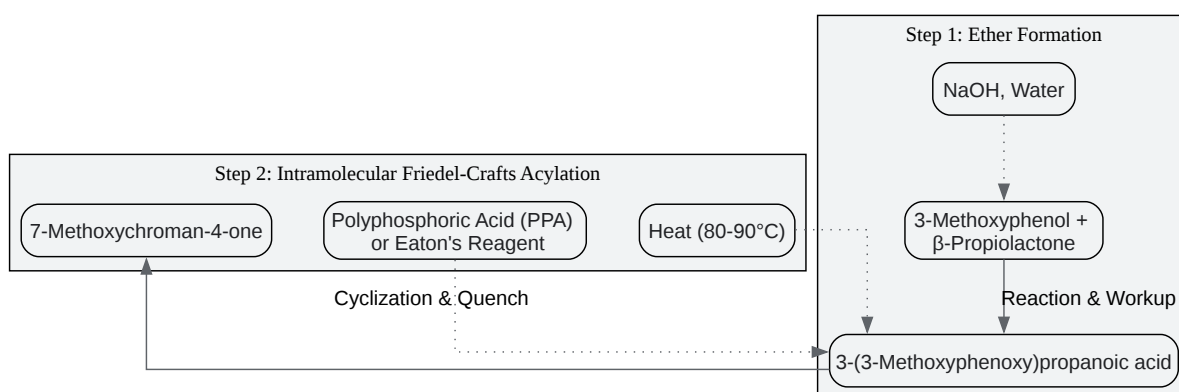 Step 1: Ether Formation
NaOH, Water
Step 2: Intramolecular Friedel-Crafts Acylation
7-Methoxychroman-4-one
Polyphosphoric Acid (PPA)
or Eaton's Reagent
Heat (80-90°C)
3-Methoxyphenol +
β-Propiolactone
Cyclization & Quench
Reaction & Workup
3-(3-Methoxyphenoxy)propanoic acid